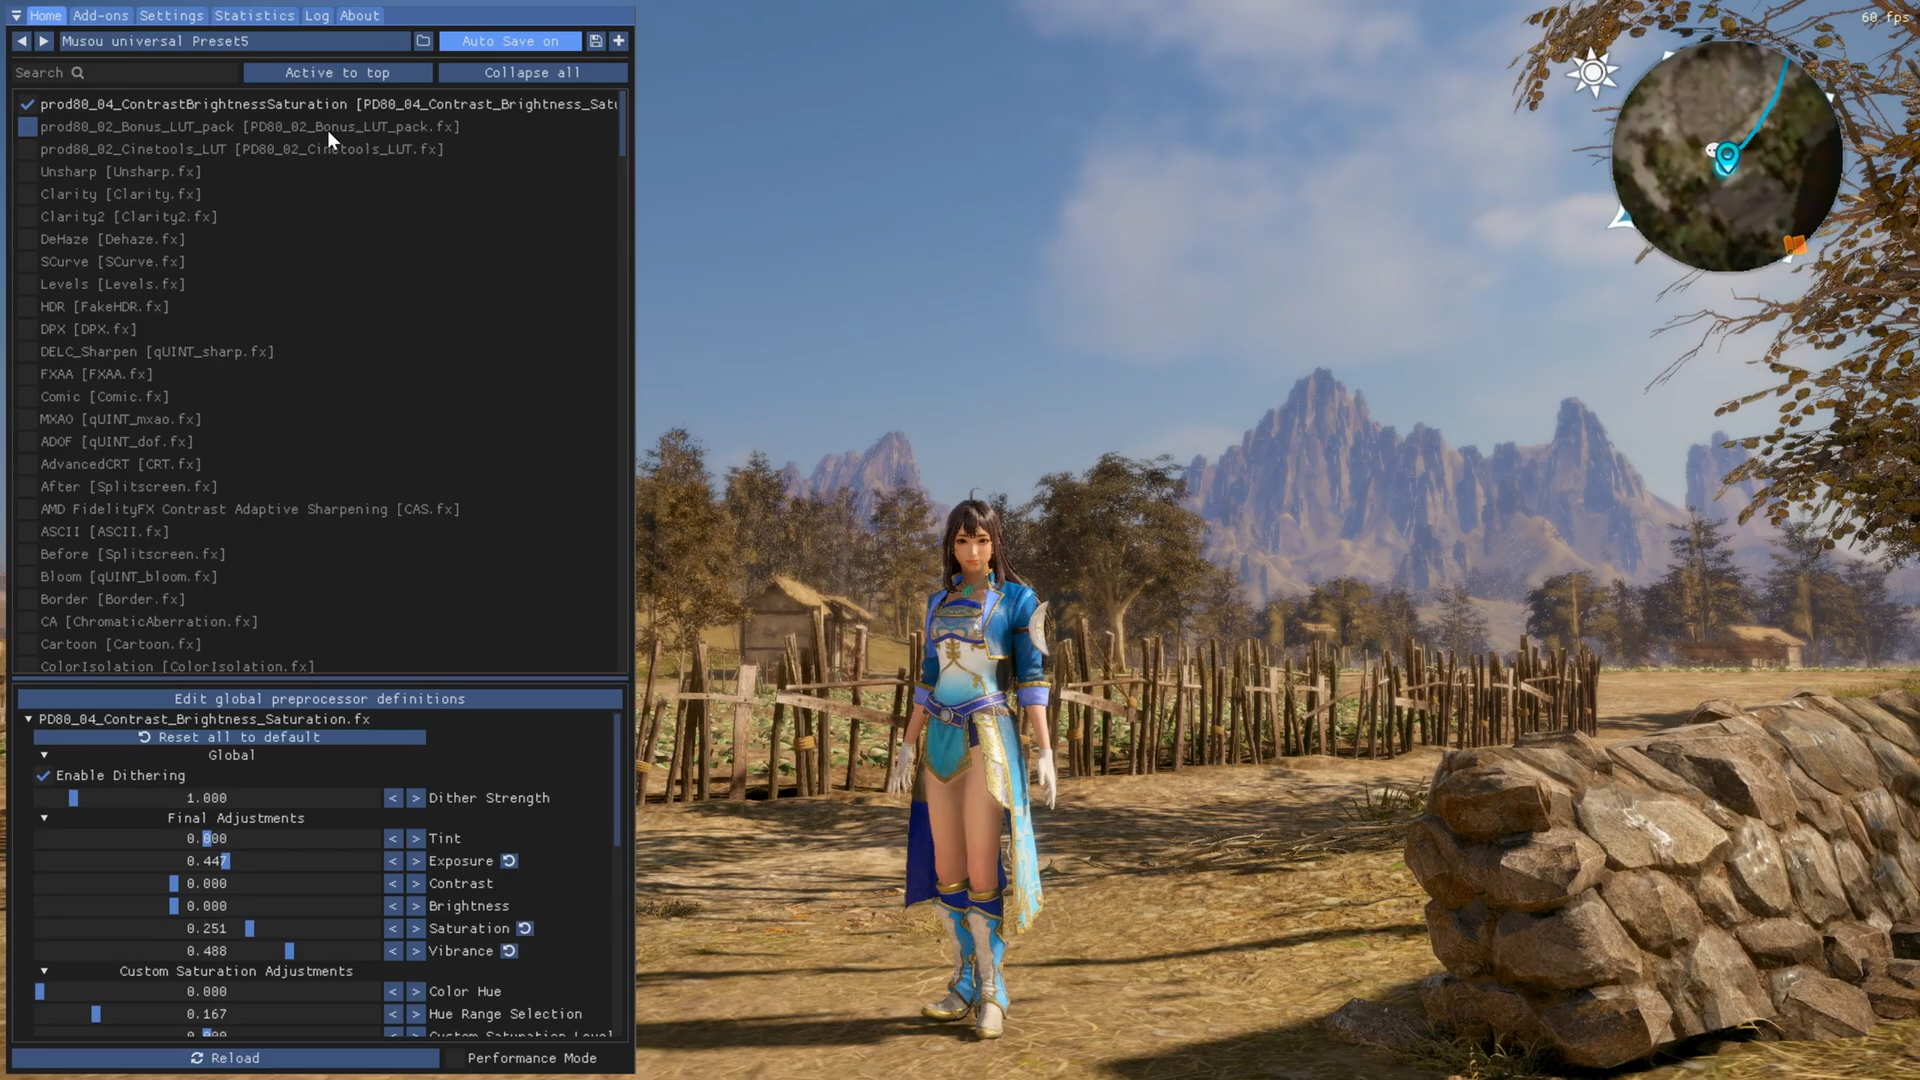 Home Add-ons Settings Statistics Log About
60 fps
Musou universal Preset5 Auto Save on
Search Active to top Collapse all
prod80_04_ContrastBrightnessSaturation [PD80_04_Contrast_Brightness_Satu
prod80_02_Bonus_LUT_pack [PD80_02_Bonus_LUT_pack.fx]
prod80_02_Cinetools_LUT [PD80_02_Cinetools_LUT.fx]
Unsharp [Unsharp.fx]
Clarity [Clarity.fx]
Clarity2 [Clarity2.fx]
DeHaze [Dehaze.fx]
SCurve [SCurve.fx]
Levels [Levels.fx]
HDR [FakeHDR.fx]
DPX [DPX.fx]
DELC_Sharpen [qUINT_sharp.fx]
FXAA [FXAA.fx]
Comic [Comic.fx]
MXAO [qUINT_mxao.fx]
ADOF [qUINT_dof.fx]
AdvancedCRT [CRT.fx]
After [Splitscreen.fx]
AMD FidelityFX Contrast Adaptive Sharpening [CAS.fx]
ASCII [ASCII.fx]
Before [Splitscreen.fx]
Bloom [qUINT_bloom.fx]
Border [Border.fx]
CA [ChromaticAberration.fx]
Cartoon [Cartoon.fx]
ColorIsolation [ColorIsolation.fx]
Edit global preprocessor definitions
PD80_04_Contrast_Brightness_Saturation.fx
Reset all to default
Global
Enable Dithering
1.000 < > Dither Strength
Final Adjustments
0.000 < > Tint
0.447 < > Exposure
0.000 < > Contrast
0.000 < > Brightness
0.251 < > Saturation
0.488 < > Vibrance
Custom Saturation Adjustments
0.000 < > Color Hue
0.167 < > Hue Range Selection
0.000 < > Custom Saturation Level
Reload Performance Mode